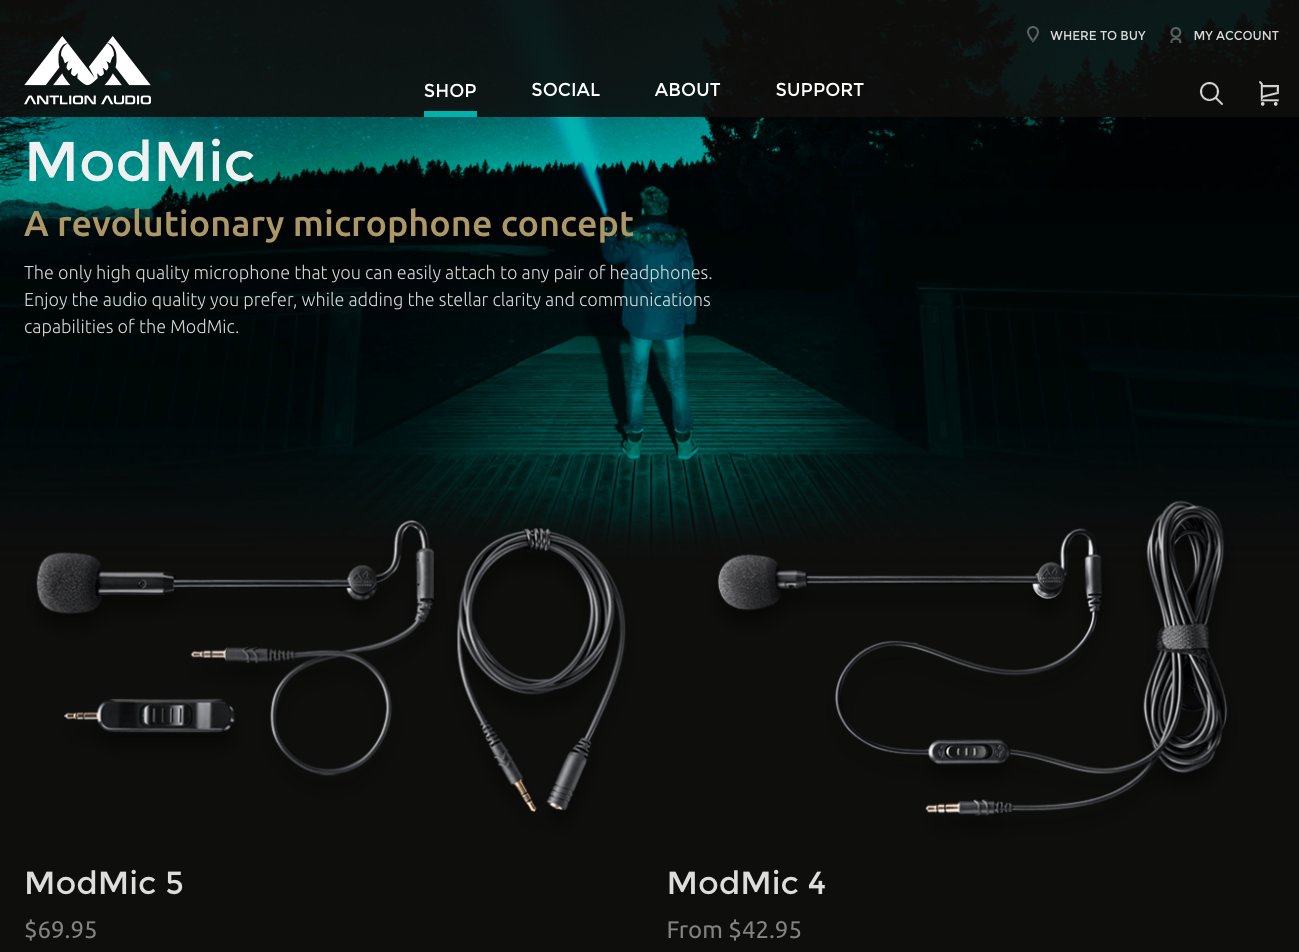 WHERE TO BUY
MY ACCOUNT
ANTLION AUDIO
SHOP
SOCIAL
ABOUT
SUPPORT
ModMic
A revolutionary microphone concept
The only high quality microphone that you can easily attach to any pair of headphones.
Enjoy the audio quality you prefer, while adding the stellar clarity and communications
capabilities of the ModMic.
ModMic 5
$69.95
ModMic 4
From $42.95